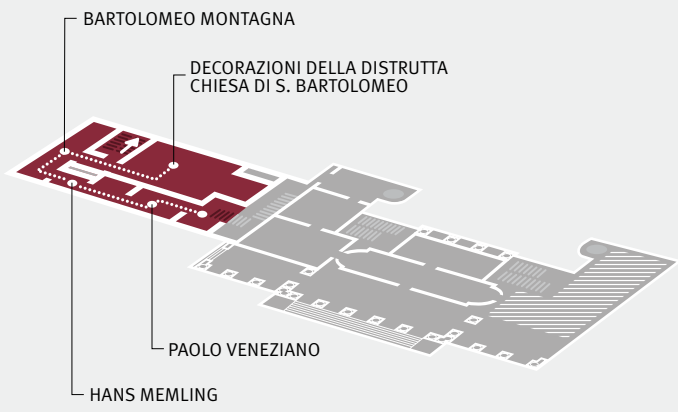 BARTOLOMEO MONTAGNA
DECORAZIONI DELLA DISTRUTTA
CHIESA DI S. BARTOLOMEO
PAOLO VENEZIANO
HANS MEMLING